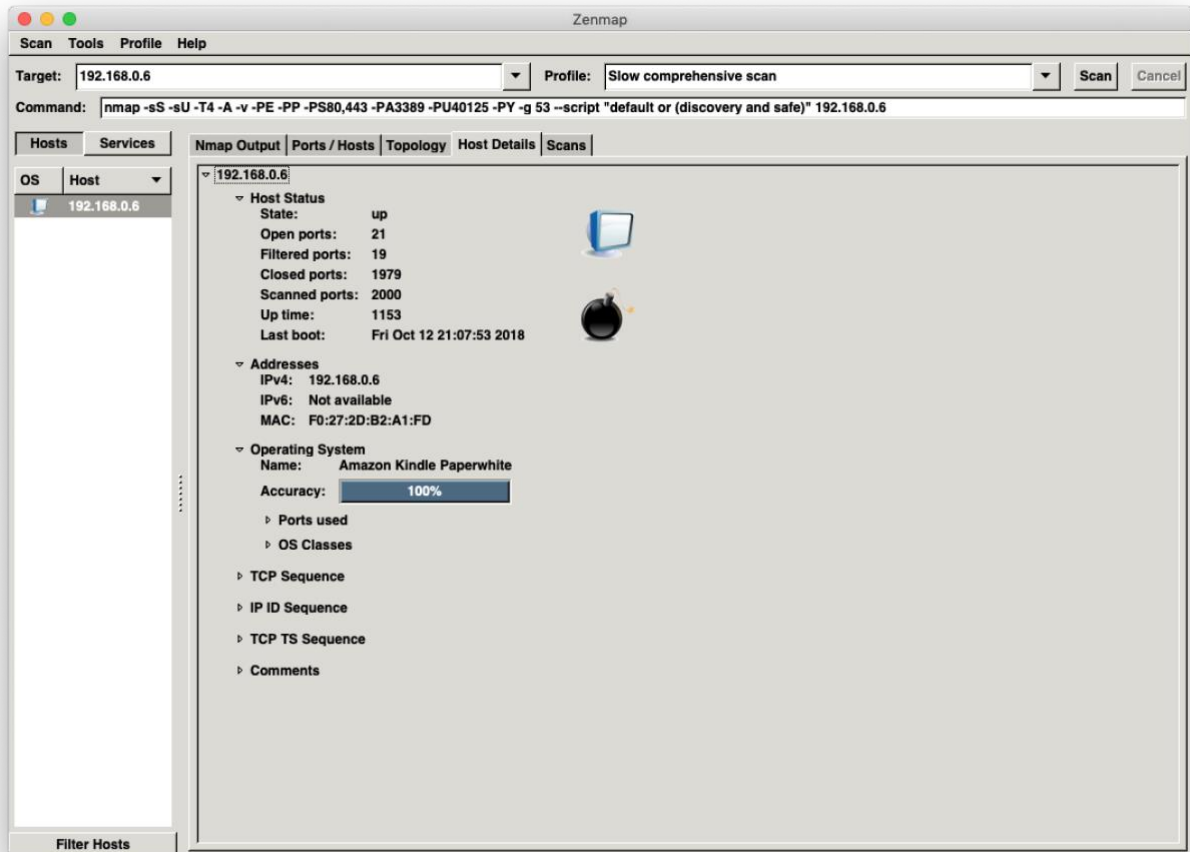 Zenmap
Scan Tools Profile Help
Target: 192.168.0.6 Profile: Slow comprehensive scan Scan Cancel
Command: nmap -sS -sU -T4 -A -v -PE -PP -PS80,443 -PA3389 -PU40125 -PY -g 53 --script "default or (discovery and safe)" 192.168.0.6
Hosts Services
Nmap Output Ports / Hosts Topology Host Details Scans
OS Host
192.168.0.6
192.168.0.6
Host Status
State: up
Open ports: 21
Filtered ports: 19
Closed ports: 1979
Scanned ports: 2000
Up time: 1153
Last boot: Fri Oct 12 21:07:53 2018
Addresses
IPv4: 192.168.0.6
IPv6: Not available
MAC: F0:27:2D:B2:A1:FD
Operating System
Name: Amazon Kindle Paperwhite
Accuracy: 100%
Ports used
OS Classes
TCP Sequence
IP ID Sequence
TCP TS Sequence
Comments
Filter Hosts